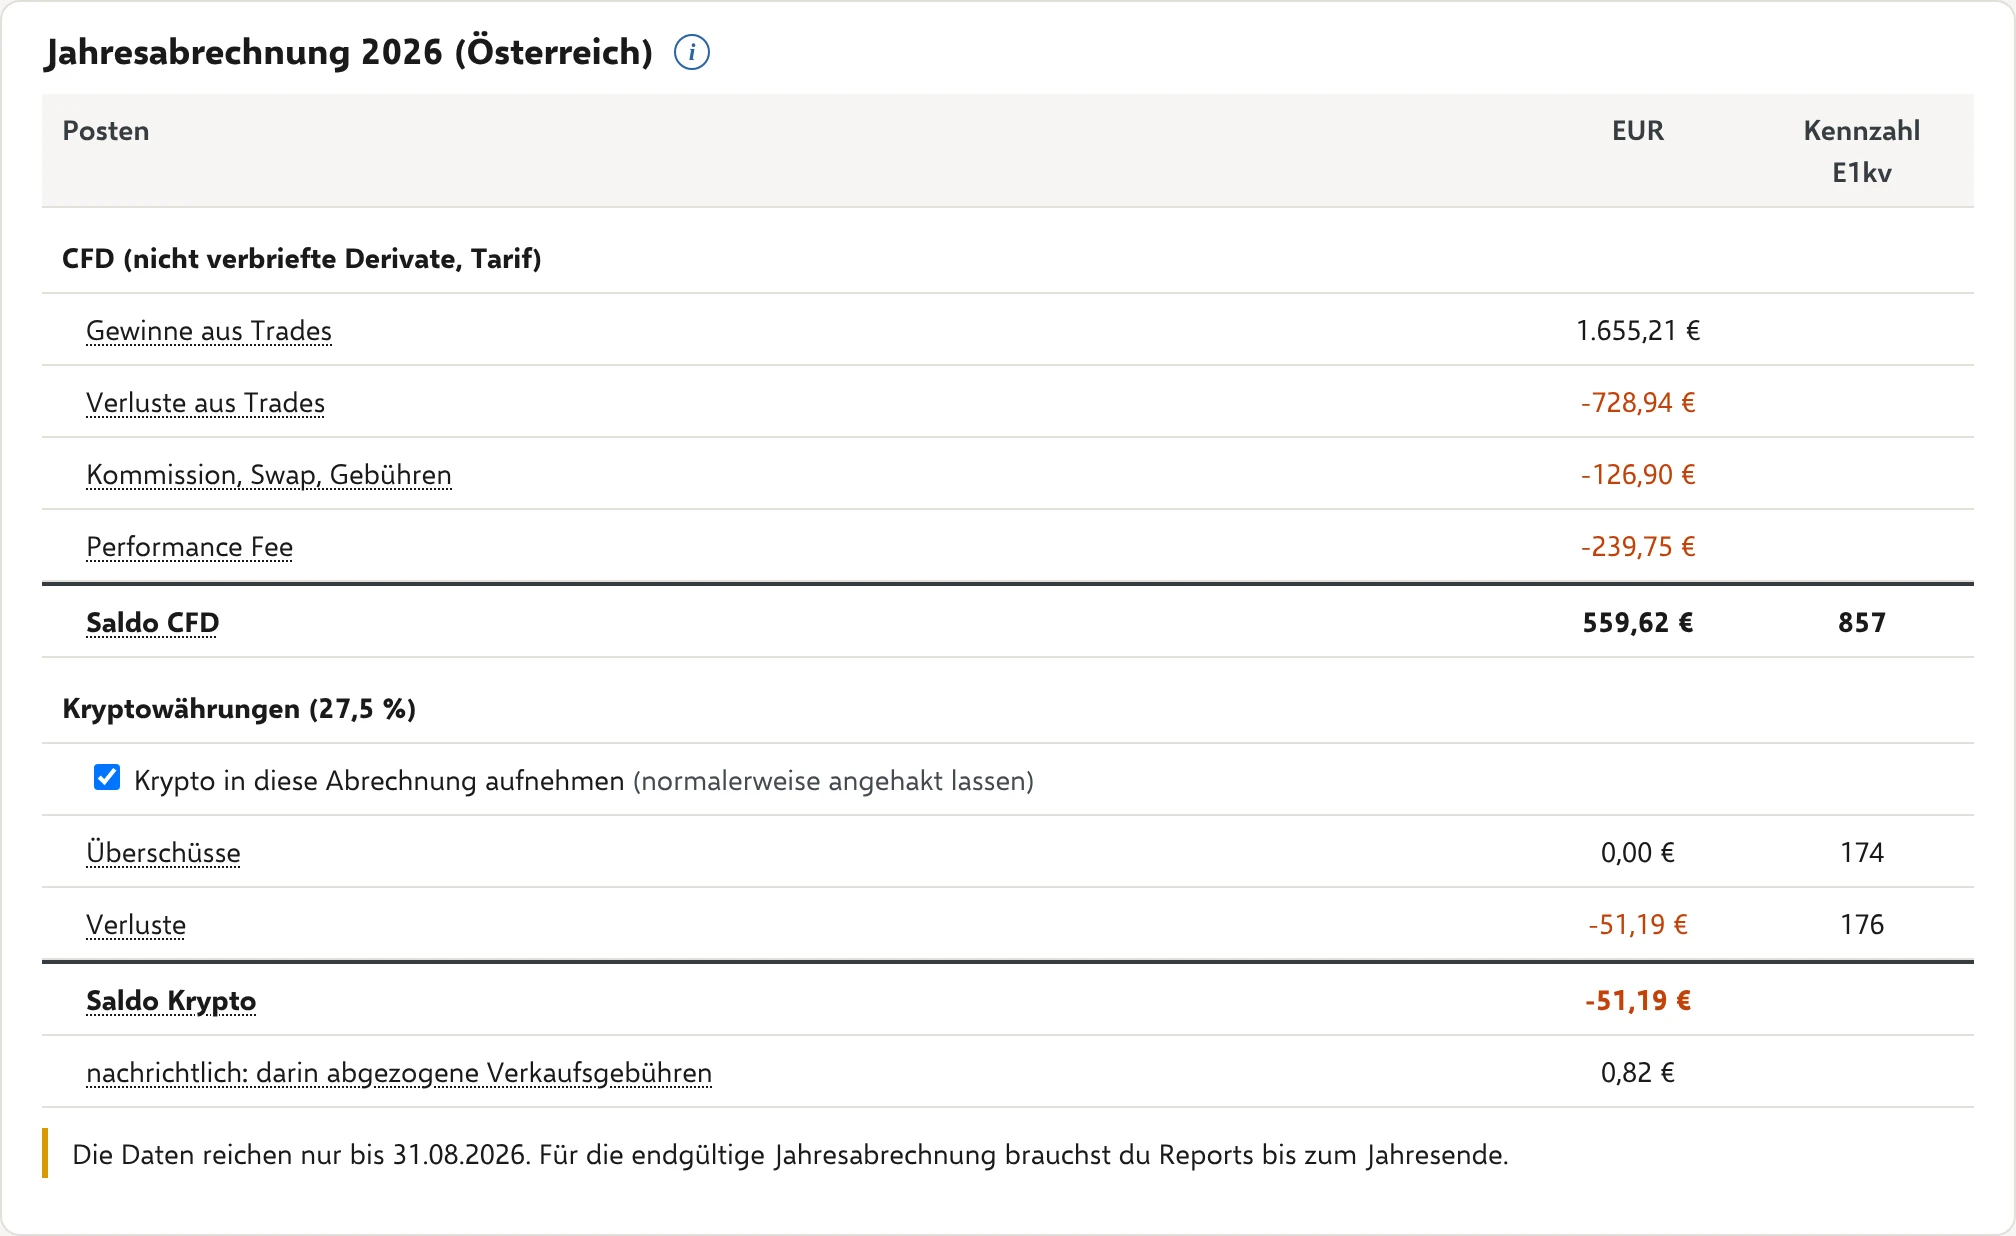 Jahresabrechnung 2026 (Österreich) i
Posten EUR Kennzahl E1kv
CFD (nicht verbriefte Derivate, Tarif)
Gewinne aus Trades 1.655,21 €
Verluste aus Trades -728,94 €
Kommission, Swap, Gebühren -126,90 €
Performance Fee -239,75 €
Saldo CFD 559,62 € 857
Kryptowährungen (27,5 %)
Krypto in diese Abrechnung aufnehmen (normalerweise angehakt lassen)
Überschüsse 0,00 € 174
Verluste -51,19 € 176
Saldo Krypto -51,19 €
nachrichtlich: darin abgezogene Verkaufsgebühren 0,82 €
Die Daten reichen nur bis 31.08.2026. Für die endgültige Jahresabrechnung brauchst du Reports bis zum Jahresende.